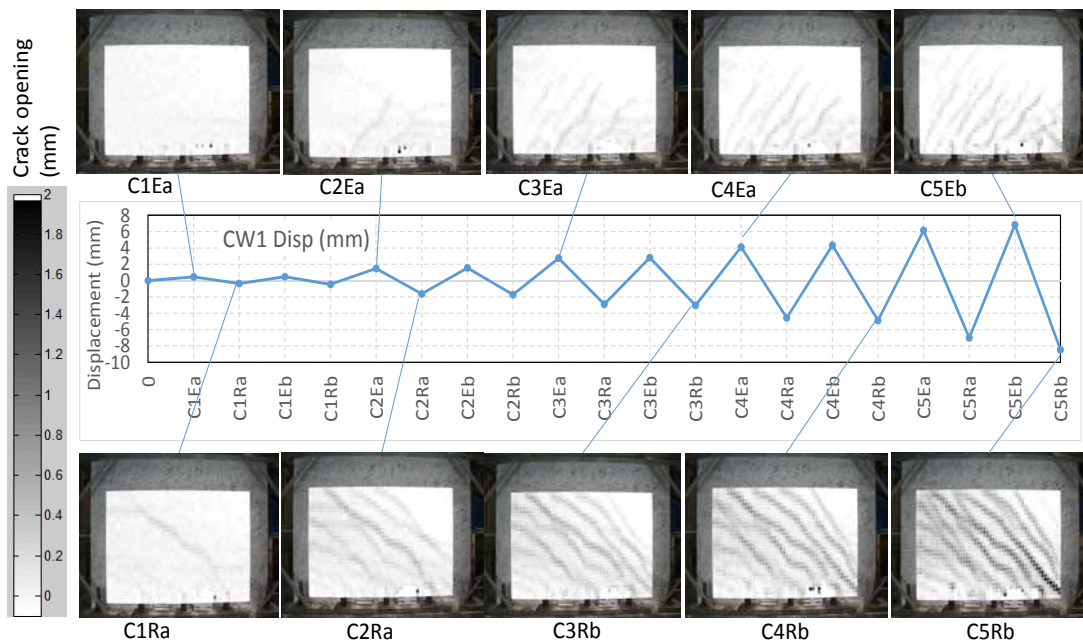 Crack opening
(mm)
2
1.8
1.6
1.4
1.2
1
0.8
0.6
0.4
0.2
0
C1Ea
C2Ea
C3Ea
C4Ea
C5Eb
CW1 Disp (mm)
Displacement (mm)
8
6
4
2
0
-2
-4
-6
-8
-10
0
C1Ea
C1Ra
C1Eb
C1Rb
C2Ea
C2Ra
C2Eb
C2Rb
C3Ea
C3Ra
C3Eb
C3Rb
C4Ea
C4Ra
C4Eb
C4Rb
C5Ea
C5Ra
C5Eb
C5Rb
C1Ra
C2Ra
C3Rb
C4Rb
C5Rb